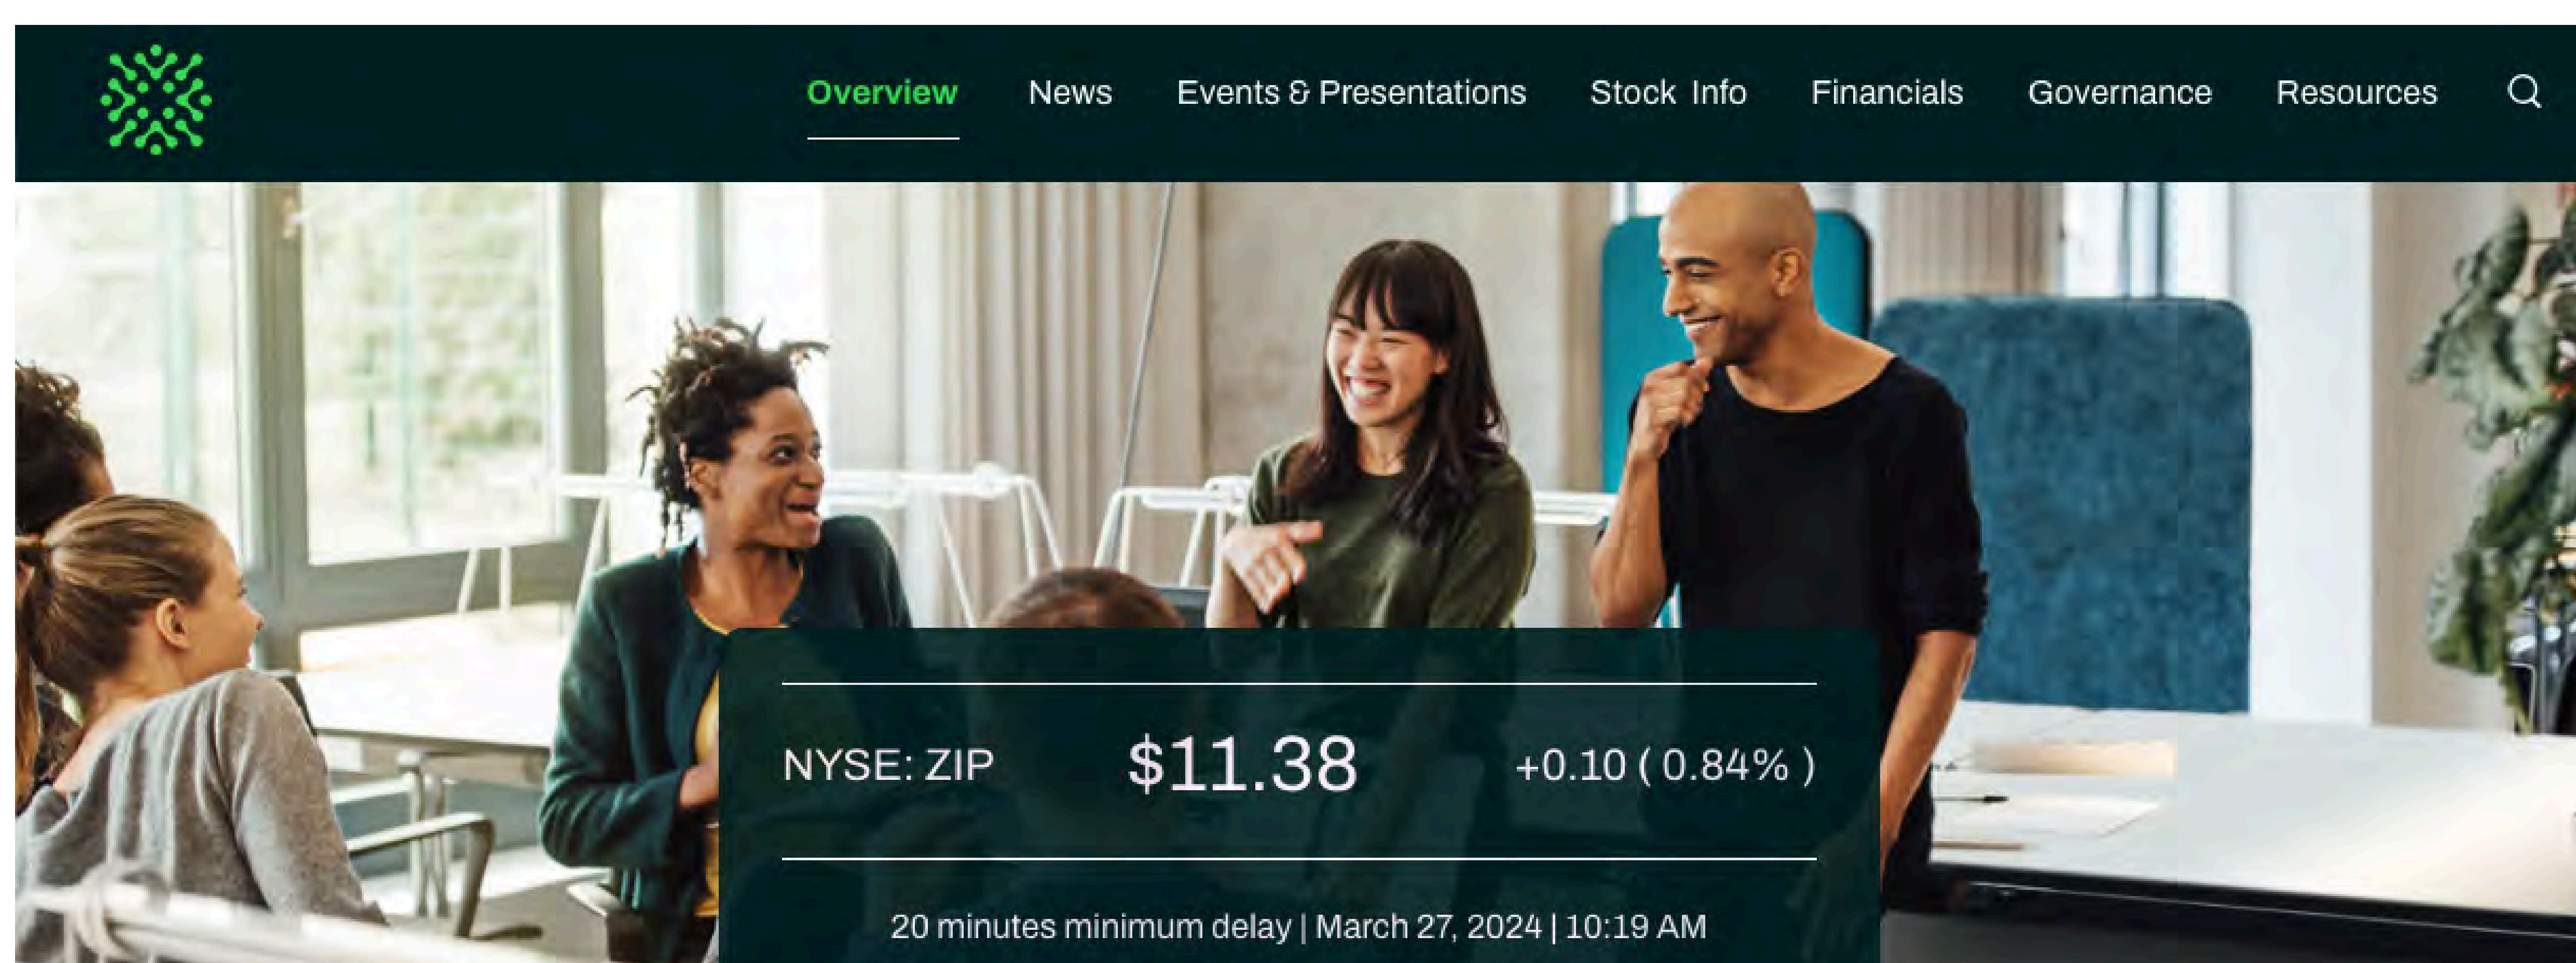 Overview News Events & Presentations Stock Info Financials Governance Resources
NYSE: ZIP $11.38 +0.10 ( 0.84% )
20 minutes minimum delay | March 27, 2024 | 10:19 AM